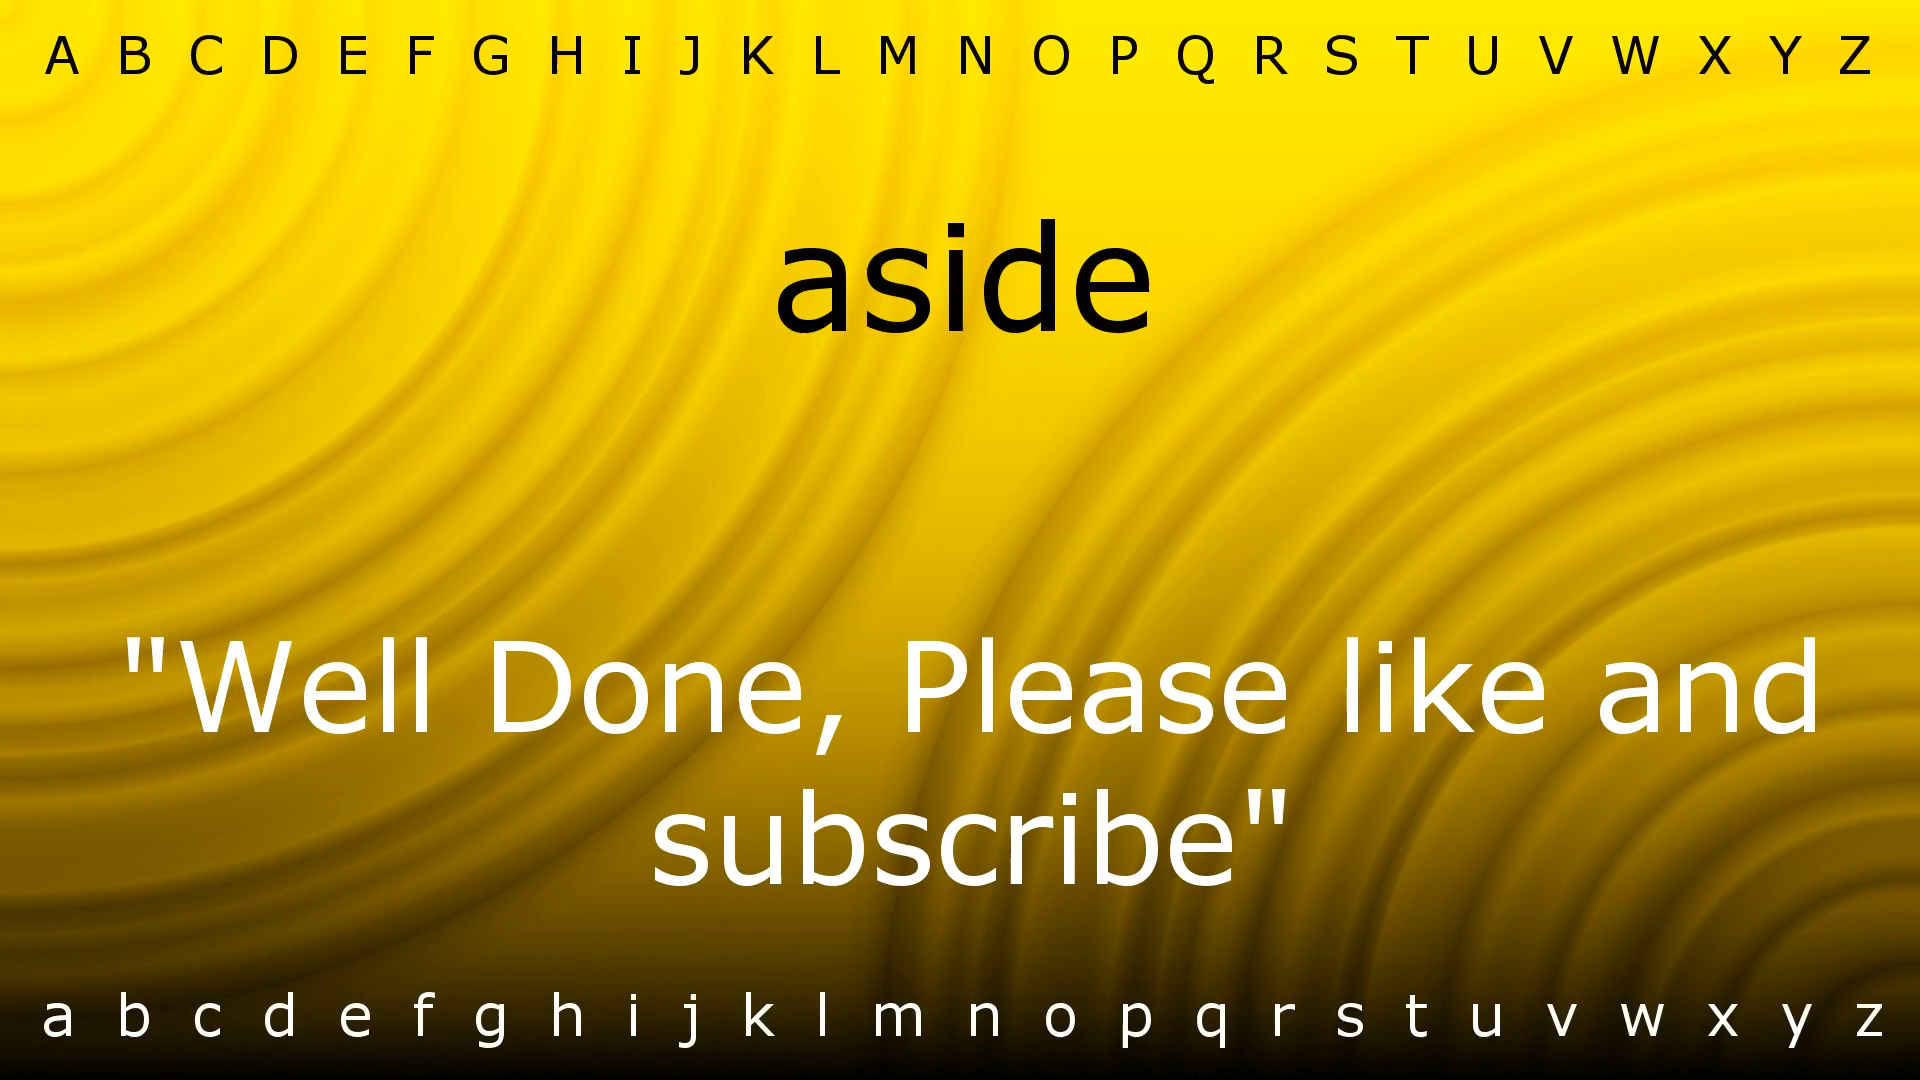 A B C D E F G H I J K L M N O P Q R S T U V W X Y Z
aside
"Well Done, Please like and
subscribe"
a b c d e f g h i j k l m n o p q r s t u v w x y z